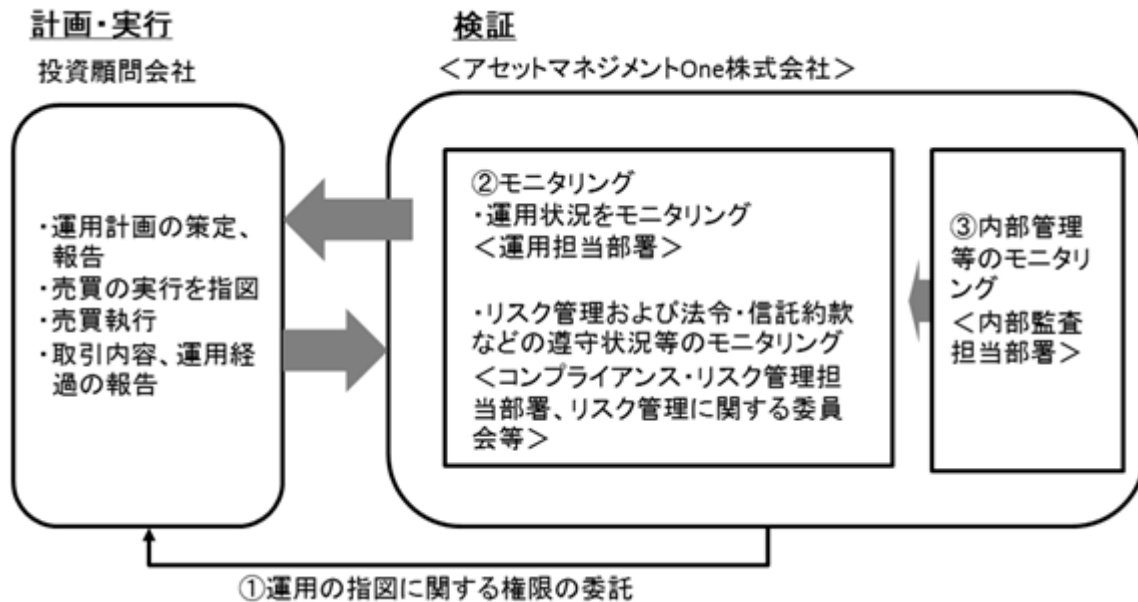 計画・実行
投資顧問会社
・運用計画の策定、
報告
・売買の実行を指図
・売買執行
・取引内容、運用経
過の報告
検証
＜アセットマネジメントOne株式会社＞
②モニタリング
・運用状況をモニタリング
＜運用担当部署＞
・リスク管理および法令・信託約款
などの遵守状況等のモニタリング
＜コンプライアンス・リスク管理担
当部署、リスク管理に関する委員
会等＞
③内部管理
等のモニタリ
ング
＜内部監査
担当部署＞
①運用の指図に関する権限の委託